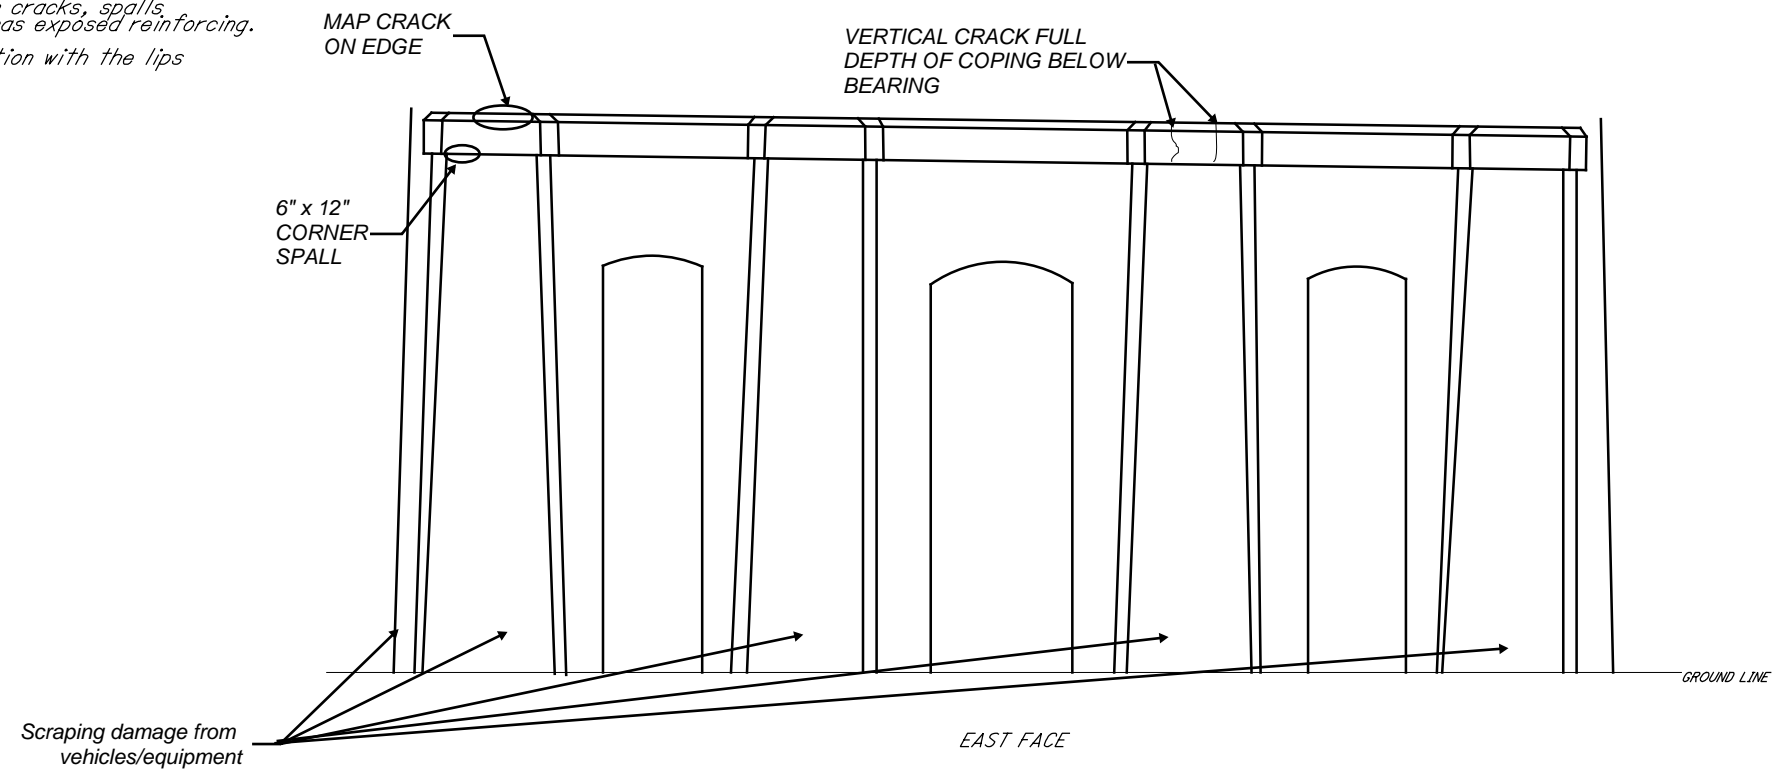 cracks, spalls
as exposed reinforcing.
tion with the lips
MAP CRACK
ON EDGE
VERTICAL CRACK FULL
DEPTH OF COPING BELOW
BEARING
6" x 12"
CORNER
SPALL
GROUND LINE
Scraping damage from
vehicles/equipment
EAST FACE